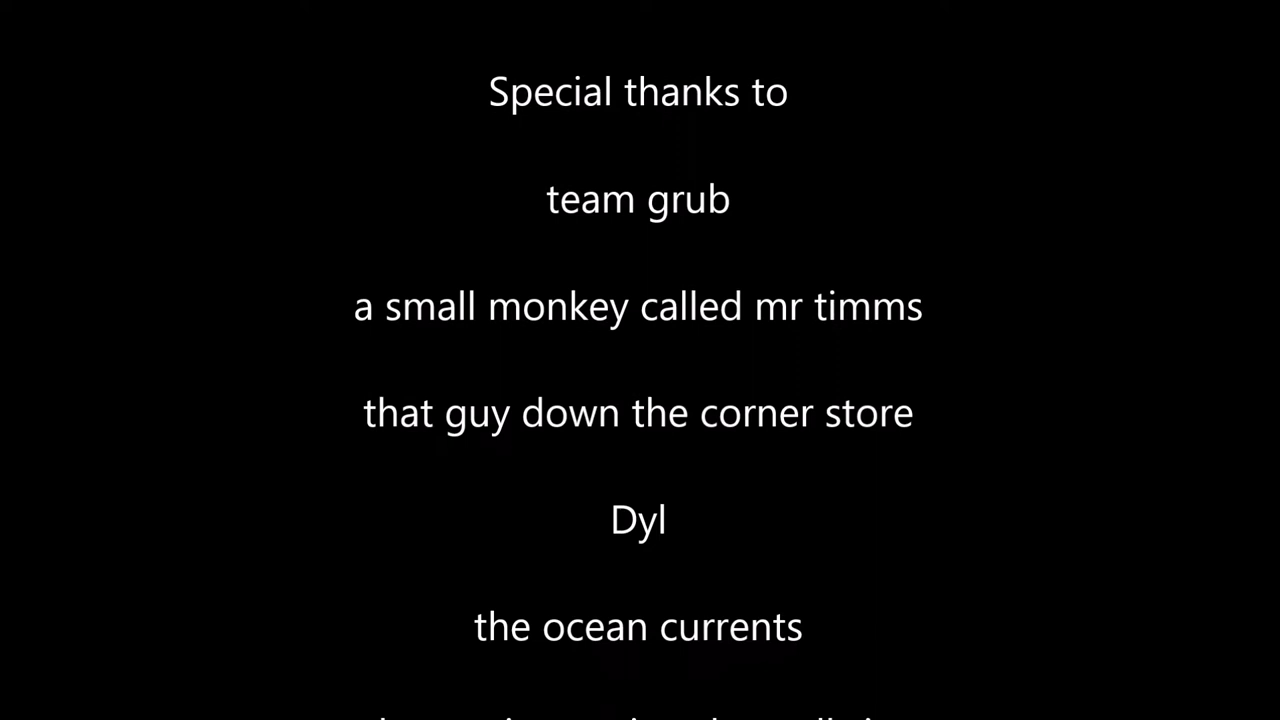 Special thanks to
team grub
a small monkey called mr timms
that guy down the corner store
Dyl
the ocean currents